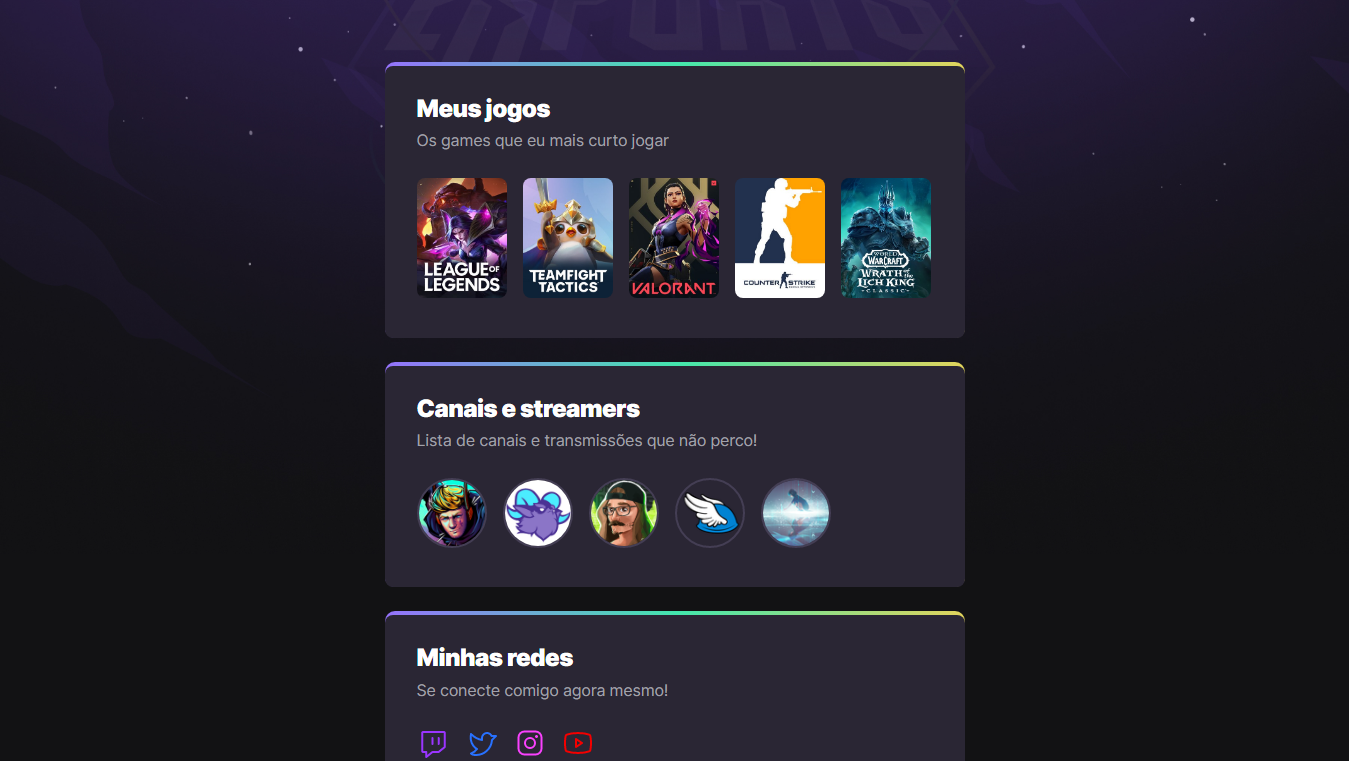 ESPORTS
Meus jogos
Os games que eu mais curto jogar
LEAGUE OF
LEGENDS
TEAMFIGHT
TACTICS
VALORANT
COUNTER STRIKE
WORLD
WARCRAFT
WRATH OF THE
LICH KING
CLASSIC
Canais e streamers
Lista de canais e transmissões que não perco!
Minhas redes
Se conecte comigo agora mesmo!